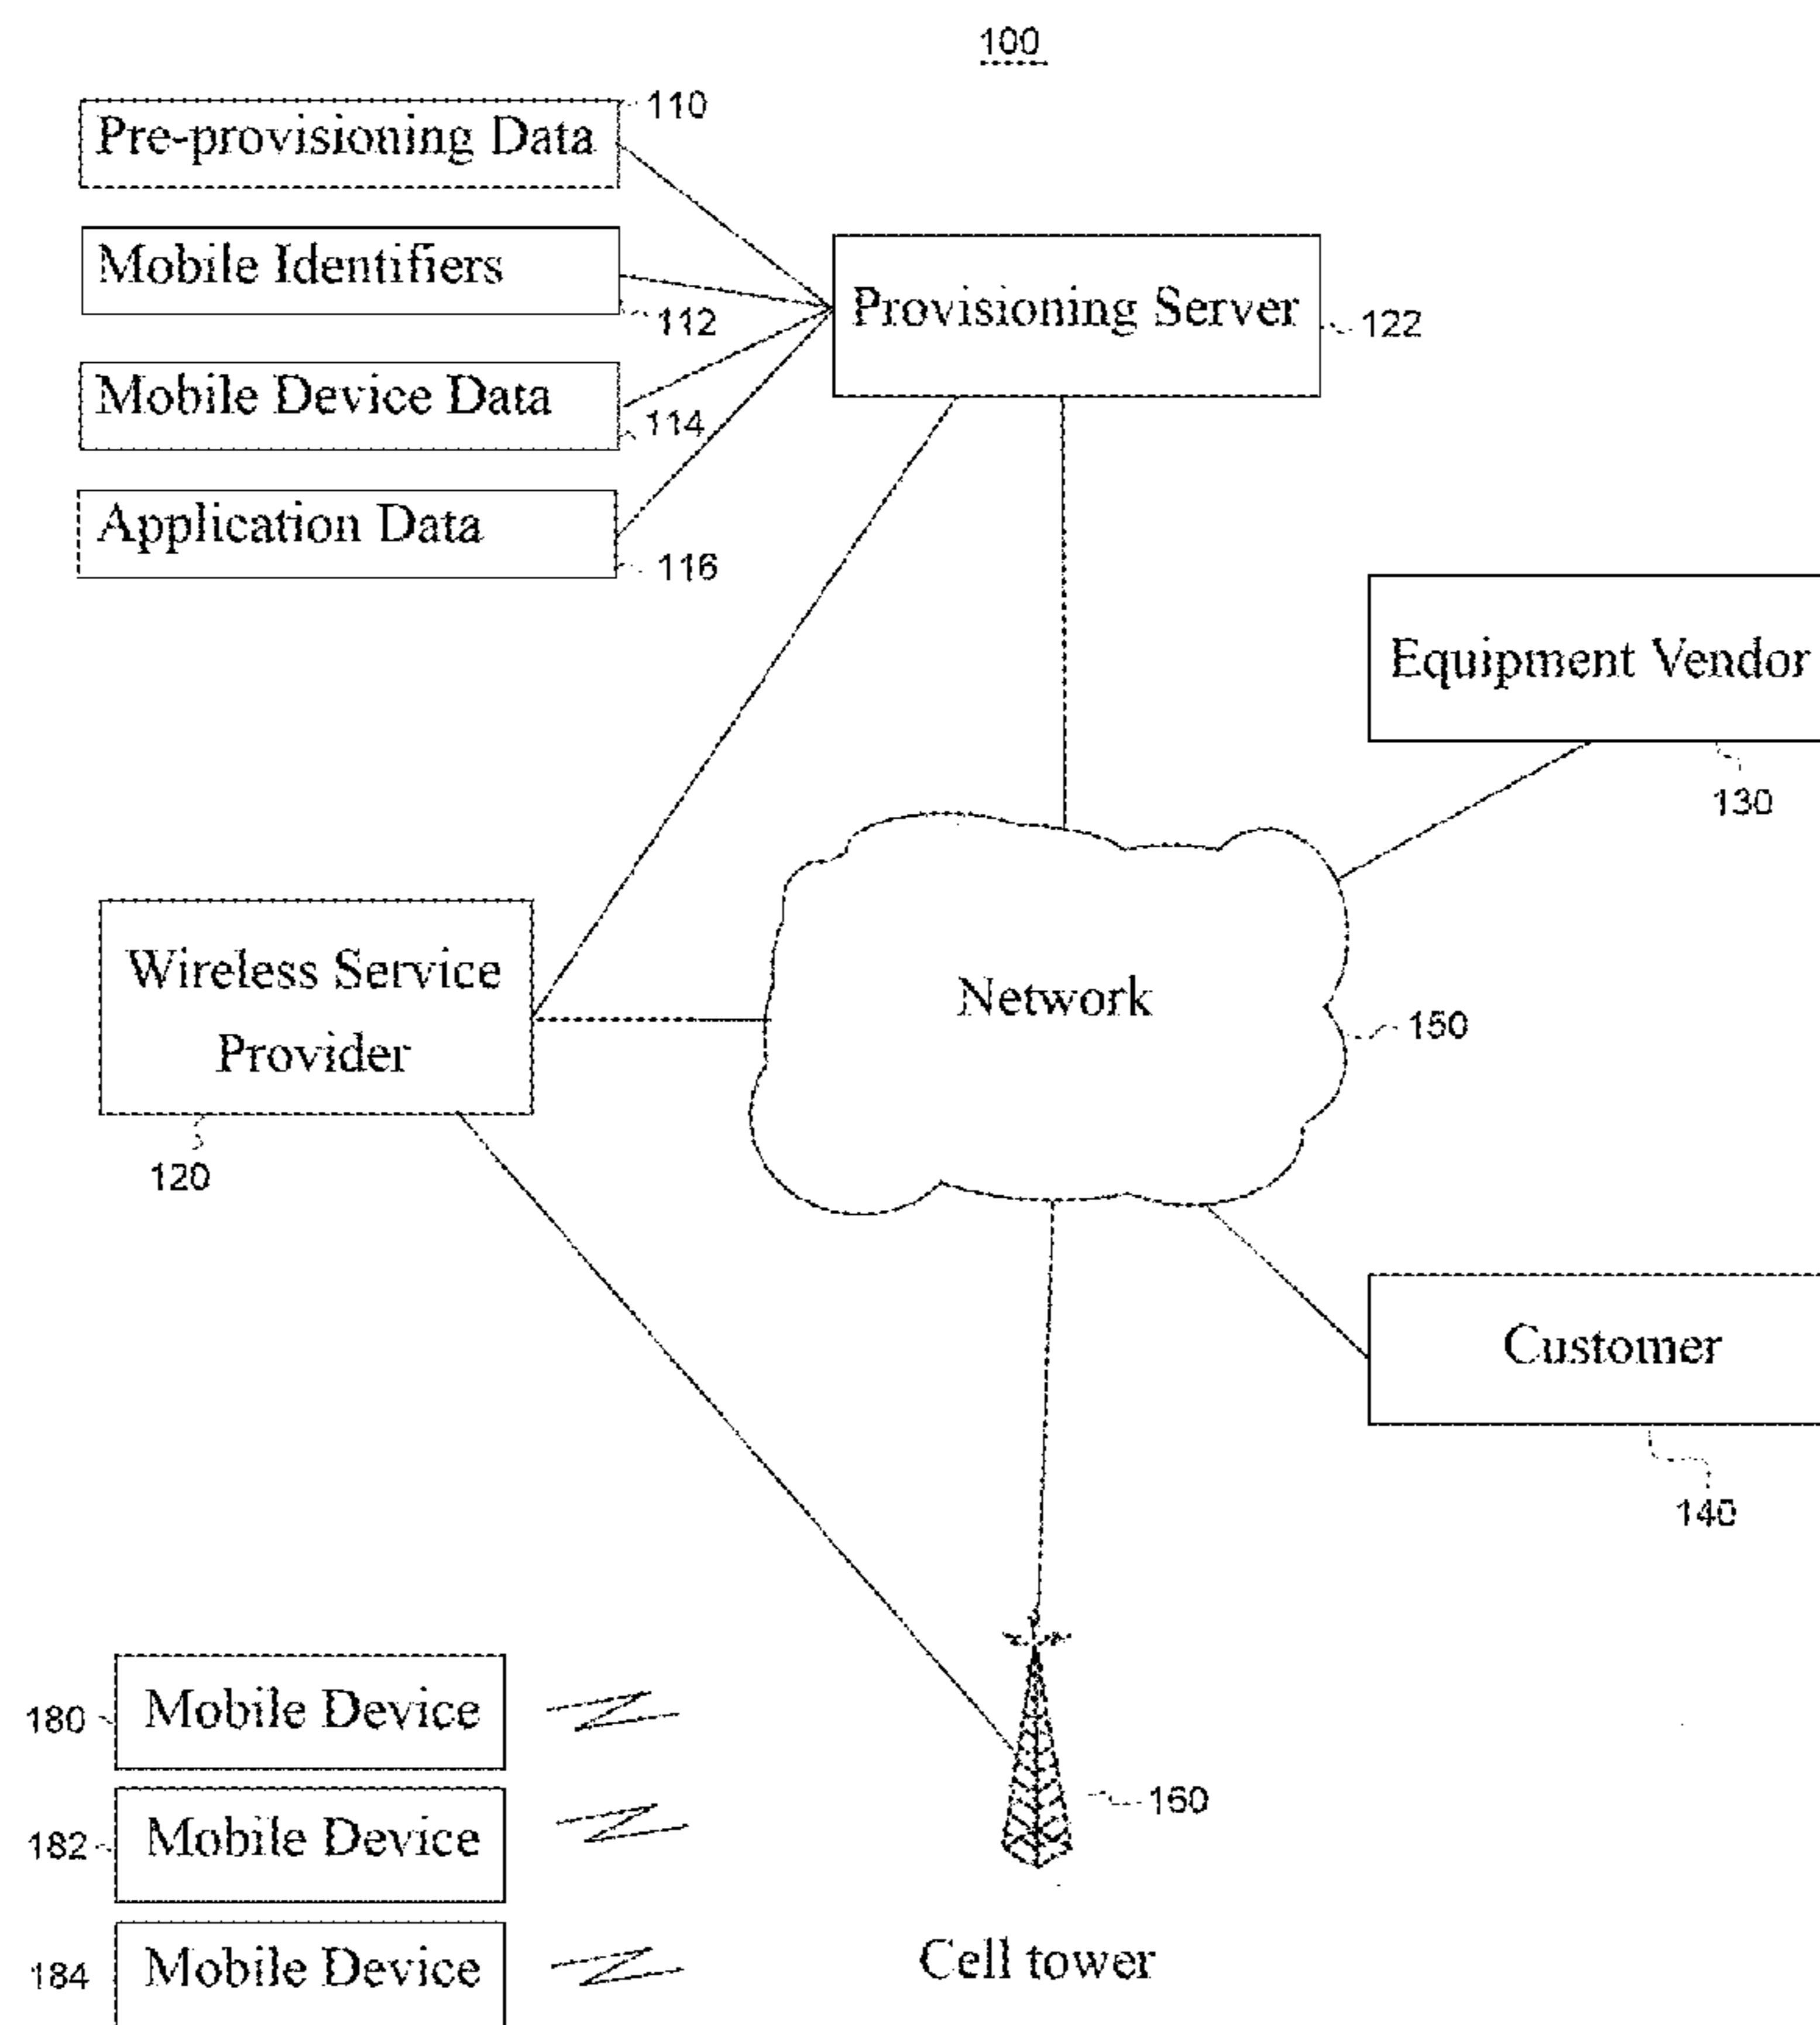 100
Pre-provisioning Data
110
Mobile Identifiers
112
Mobile Device Data
114
Application Data
116
Provisioning Server
122
Equipment Vendor
130
Wireless Service
Provider
120
Network
150
Customer
140
180
Mobile Device
182
Mobile Device
184
Mobile Device
160
Cell tower